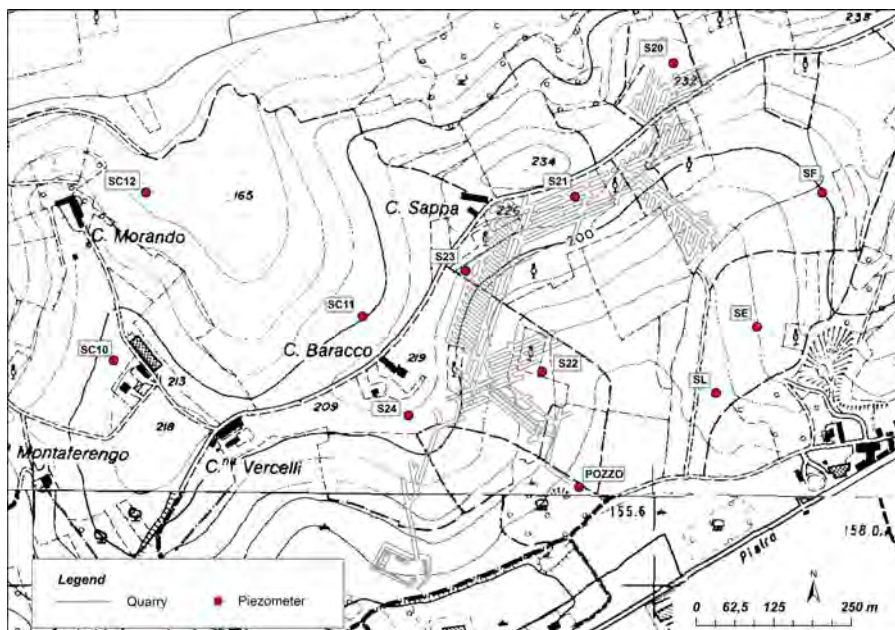 235
S20
232
SC12
165
234
S21
SF
C. Sappa
226
C. Morando
200
S23
SC11
SE
C. Baracco
219
S22
SC10
213
SL
209
S24
218
Montaferengo
C.na Vercelli
POZZO
155.6
158.0
Legend
Quarry
Piezometer
N
0 62,5 125 250 m